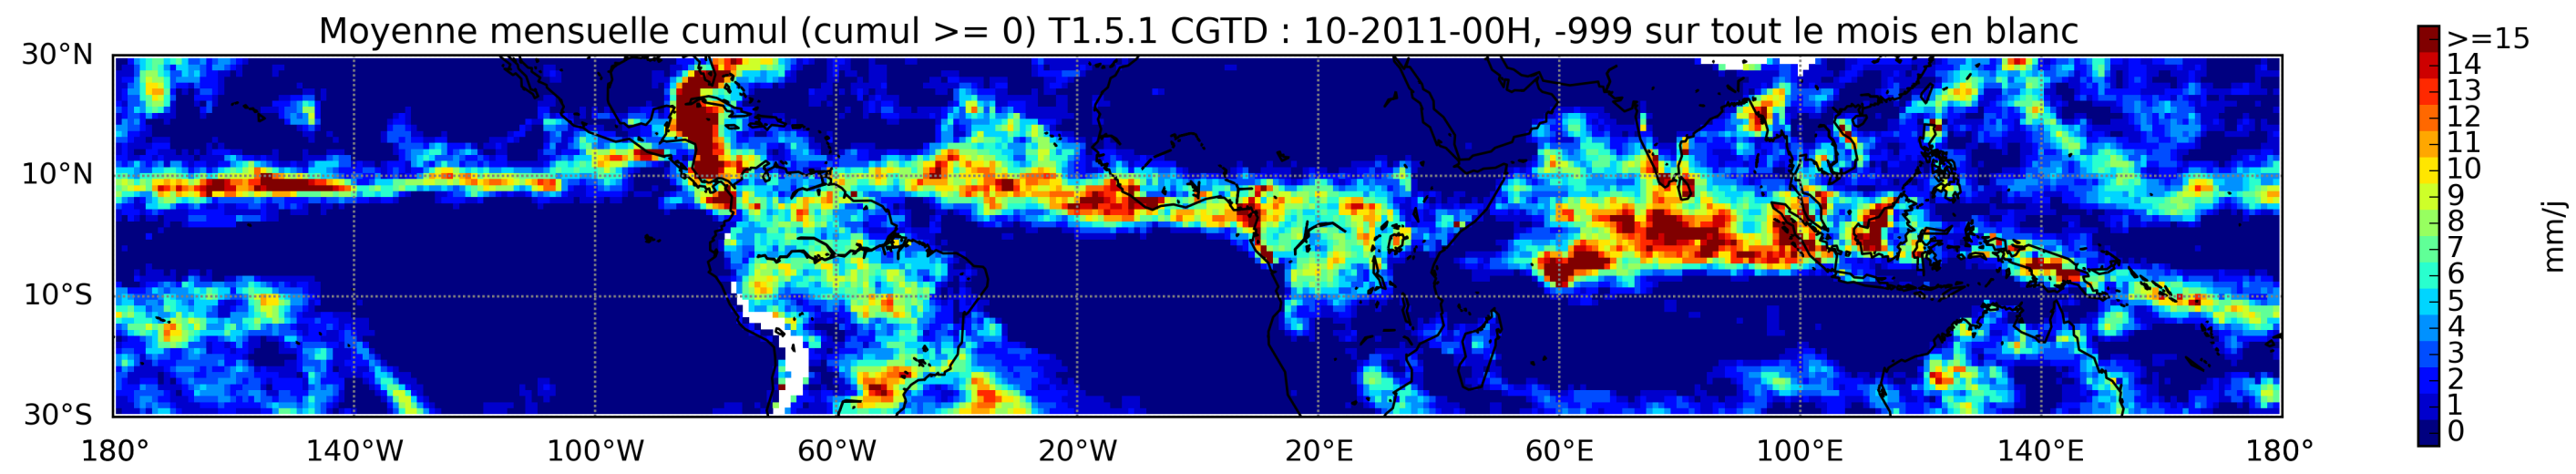 Moyenne mensuelle cumul (cumul >= 0) T1.5.1 CGTD : 10-2011-00H, -999 sur tout le mois en blanc
30°N
10°N
10°S
30°S
180°
140°W
100°W
60°W
20°W
20°E
60°E
100°E
140°E
180°
>=15
14
13
12
11
10
9
8
7
6
5
4
3
2
1
0
mm/j